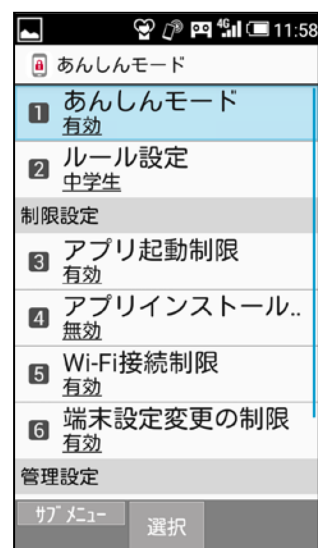 4G 11:58
あんしんモード
1 あんしんモード
有効
2 ルール設定
中学生
制限設定
3 アプリ起動制限
有効
4 アプリインストール..
無効
5 Wi-Fi接続制限
有効
6 端末設定変更の制限
有効
管理設定
ｻﾌﾞﾒﾆｭｰ 選択